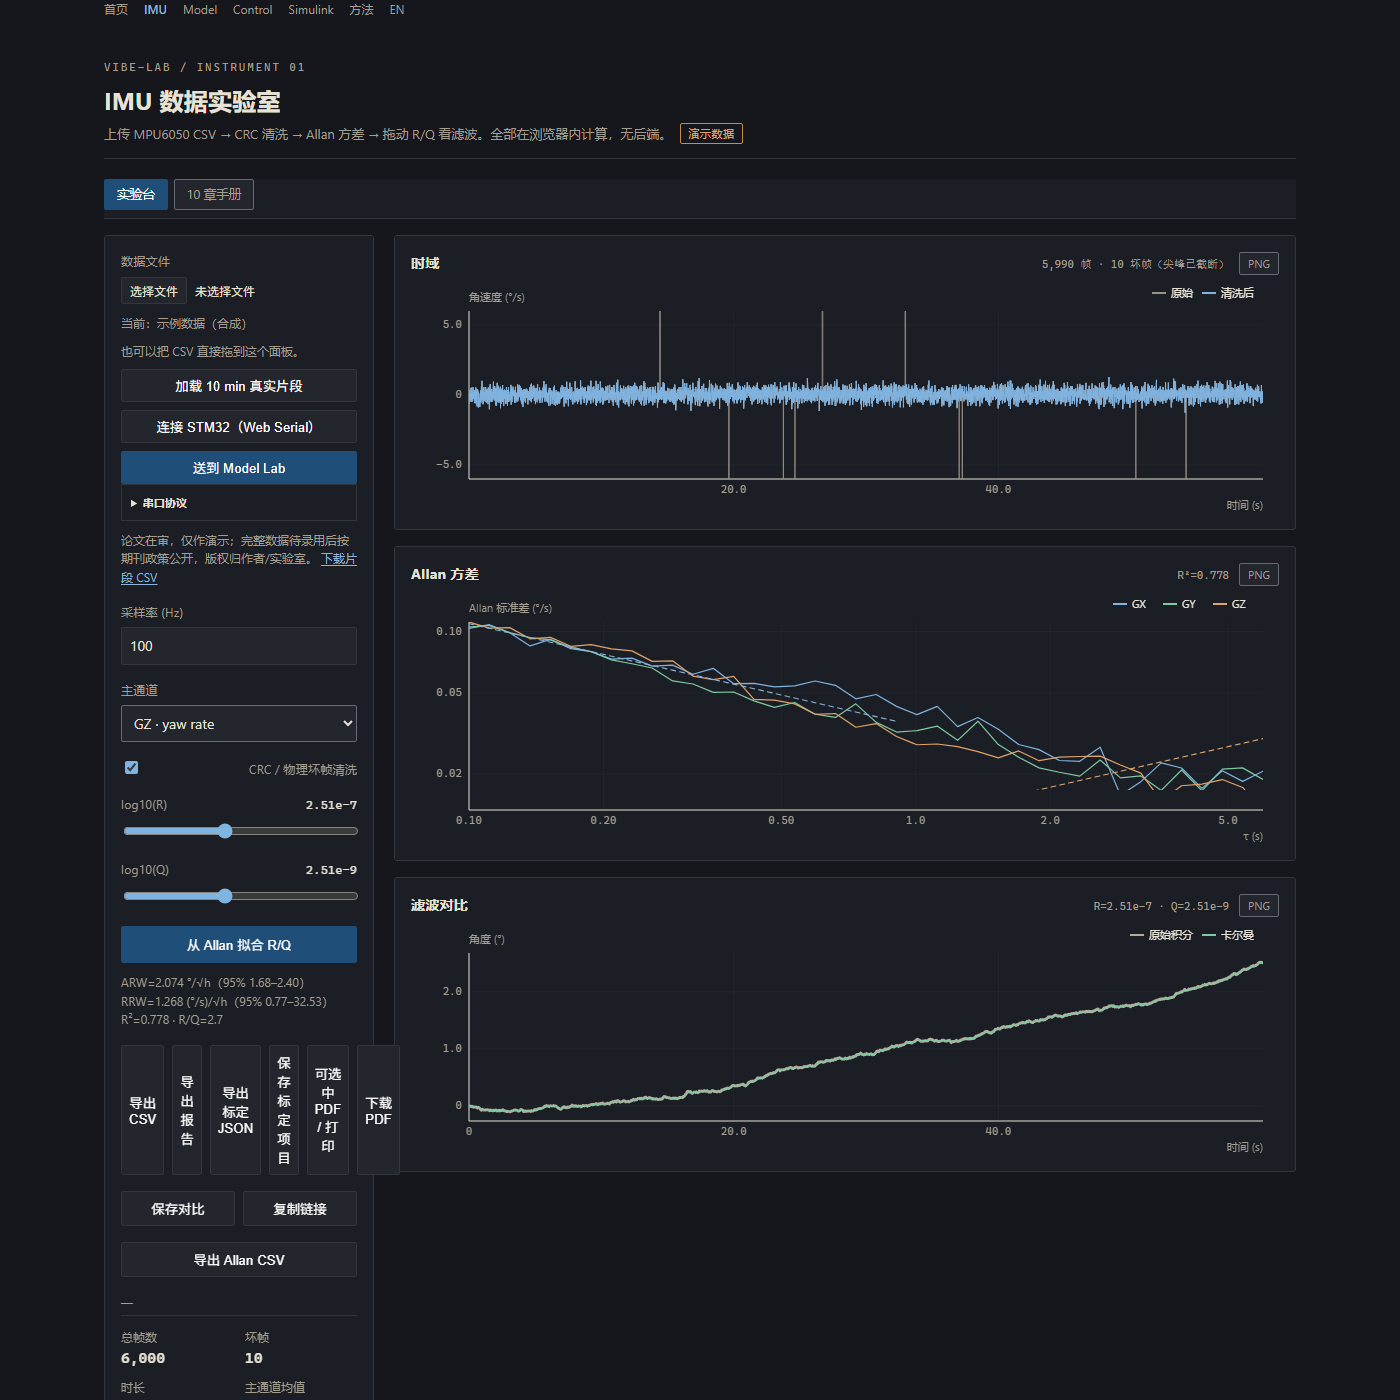 首页 IMU Model Control Simulink 方法 EN
VIBE-LAB / INSTRUMENT 01
IMU 数据实验室
上传 MPU6050 CSV → CRC 清洗 → Allan 方差 → 拖动 R/Q 看滤波。全部在浏览器内计算，无后端。 演示数据
实验台 10 章手册
数据文件
选择文件 未选择文件
当前：示例数据（合成）
也可以把 CSV 直接拖到这个面板。
加载 10 min 真实片段
连接 STM32（Web Serial）
送到 Model Lab
▶ 串口协议
论文在审，仅作演示；完整数据待录用后按
期刊政策公开，版权归作者/实验室。 下载片
段 CSV
采样率 (Hz)
100
主通道
GZ · yaw rate
CRC / 物理坏帧清洗
log10(R) 2.51e-7
log10(Q) 2.51e-9
从 Allan 拟合 R/Q
ARW=2.074 °/√h（95% 1.68–2.40）
RRW=1.268 (°/s)/√h（95% 0.77–32.53）
R²=0.778 · R/Q=2.7
导出
CSV
导
出
报
告
导出
标定
JSON
保
存
标
定
项
目
可选
中
PDF
/ 打
印
下载
PDF
保存对比 复制链接
导出 Allan CSV
—
总帧数 坏帧
6,000 10
时长 主通道均值
时域 5,990 帧 · 10 坏帧（尖峰已截断） PNG
角速度 (°/s) 原始 清洗后
5.0
0
−5.0
20.0 40.0
时间 (s)
Allan 方差 R²=0.778 PNG
Allan 标准差 (°/s) GX GY GZ
0.10
0.05
0.02
0.10 0.20 0.50 1.0 2.0 5.0
τ (s)
滤波对比 R=2.51e-7 · Q=2.51e-9 PNG
角度 (°) 原始积分 卡尔曼
2.0
1.0
0
0 20.0 40.0
时间 (s)